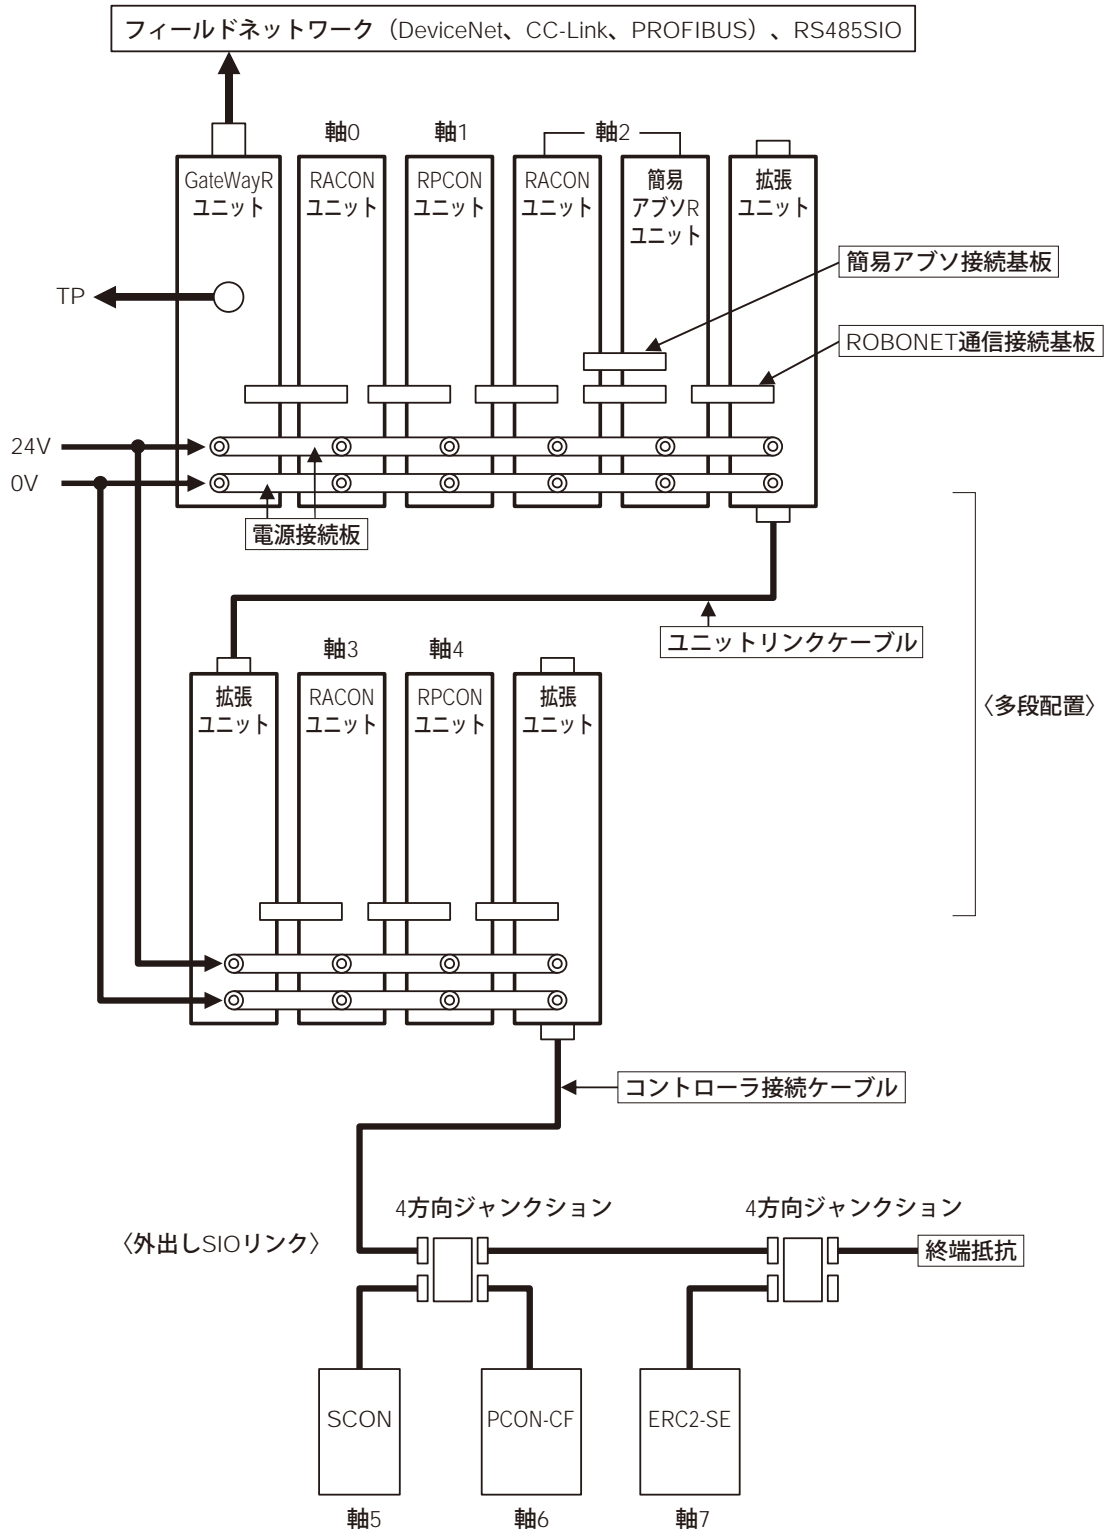 フィールドネットワーク（DeviceNet、CC-Link、PROFIBUS）、RS485SIO
軸0
軸1
軸2
GateWayR
ユニット
RACON
ユニット
RPCON
ユニット
RACON
ユニット
簡易
アブソR
ユニット
拡張
ユニット
簡易アブソ接続基板
TP
ROBONET通信接続基板
24V
0V
電源接続板
ユニットリンクケーブル
軸3
軸4
拡張
ユニット
RACON
ユニット
RPCON
ユニット
拡張
ユニット
〈多段配置〉
コントローラ接続ケーブル
4方向ジャンクション
4方向ジャンクション
〈外出しSIOリンク〉
終端抵抗
SCON
PCON-CF
ERC2-SE
軸5
軸6
軸7